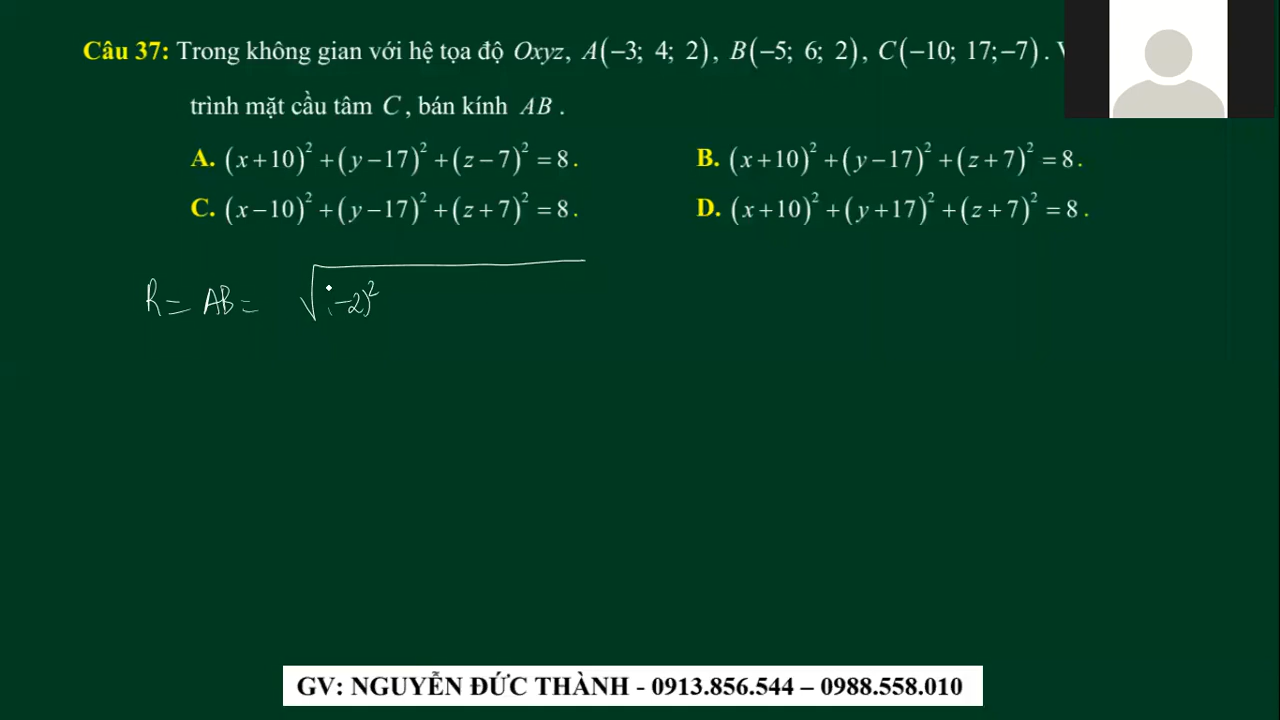 Câu 37: Trong không gian với hệ tọa độ Oxyz, A(−3; 4; 2), B(−5; 6; 2), C(−10; 17;−7).
trình mặt cầu tâm C, bán kính AB.
A. (x+10)²+(y−17)²+(z−7)²=8. B. (x+10)²+(y−17)²+(z+7)²=8.
C. (x−10)²+(y−17)²+(z+7)²=8. D. (x+10)²+(y+17)²+(z+7)²=8.
R = AB = √(−2)²
GV: NGUYỄN ĐỨC THÀNH - 0913.856.544 – 0988.558.010